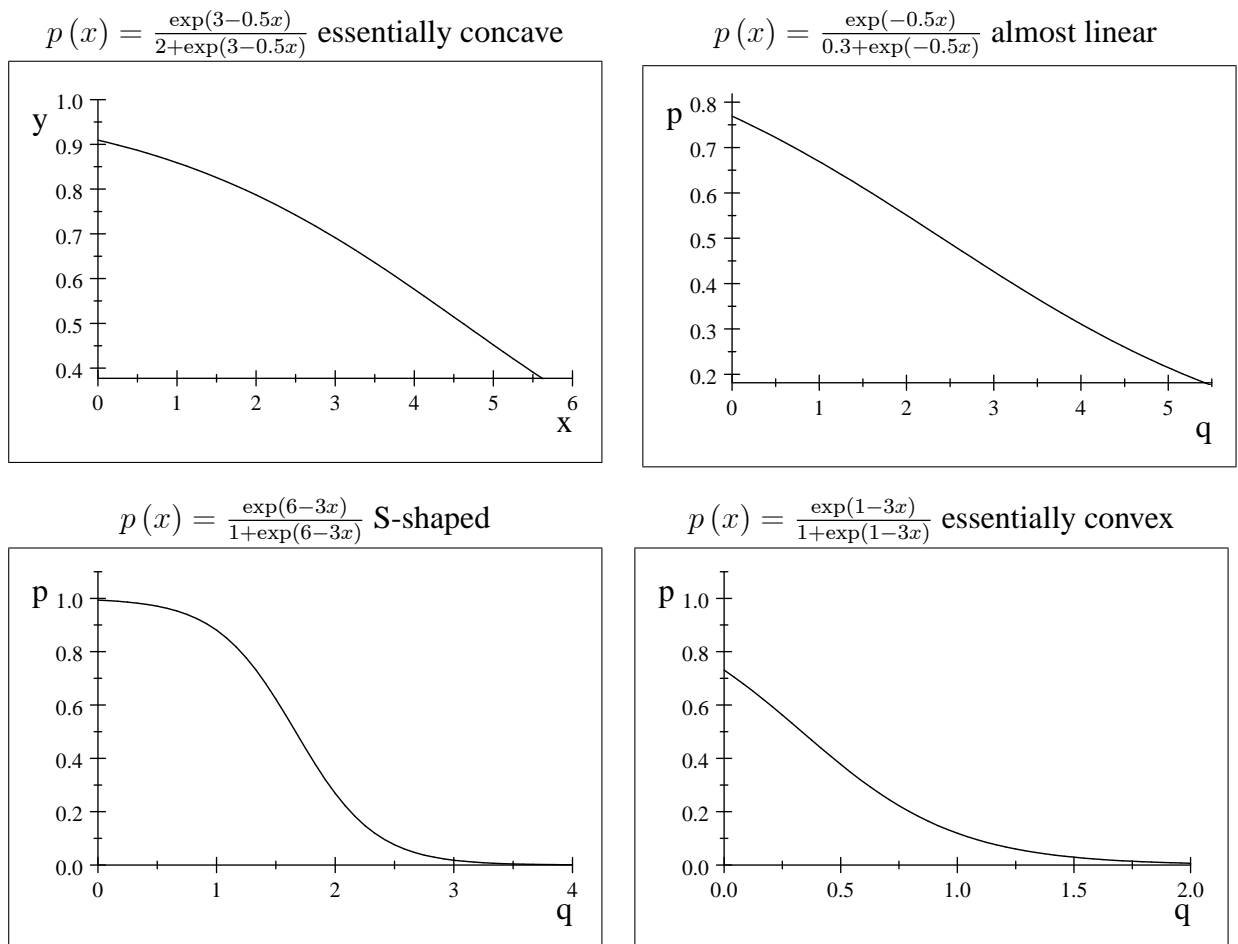 p (x) = exp(3−0.5x) / 2+exp(3−0.5x) essentially concave
y
1.0
0.9
0.8
0.7
0.6
0.5
0.4
0 1 2 3 4 5 6
x
p (x) = exp(−0.5x) / 0.3+exp(−0.5x) almost linear
p
0.8
0.7
0.6
0.5
0.4
0.3
0.2
0 1 2 3 4 5
q
p (x) = exp(6−3x) / 1+exp(6−3x) S-shaped
p
1.0
0.8
0.6
0.4
0.2
0.0
0 1 2 3 4
q
p (x) = exp(1−3x) / 1+exp(1−3x) essentially convex
p
1.0
0.8
0.6
0.4
0.2
0.0
0.0 0.5 1.0 1.5 2.0
q